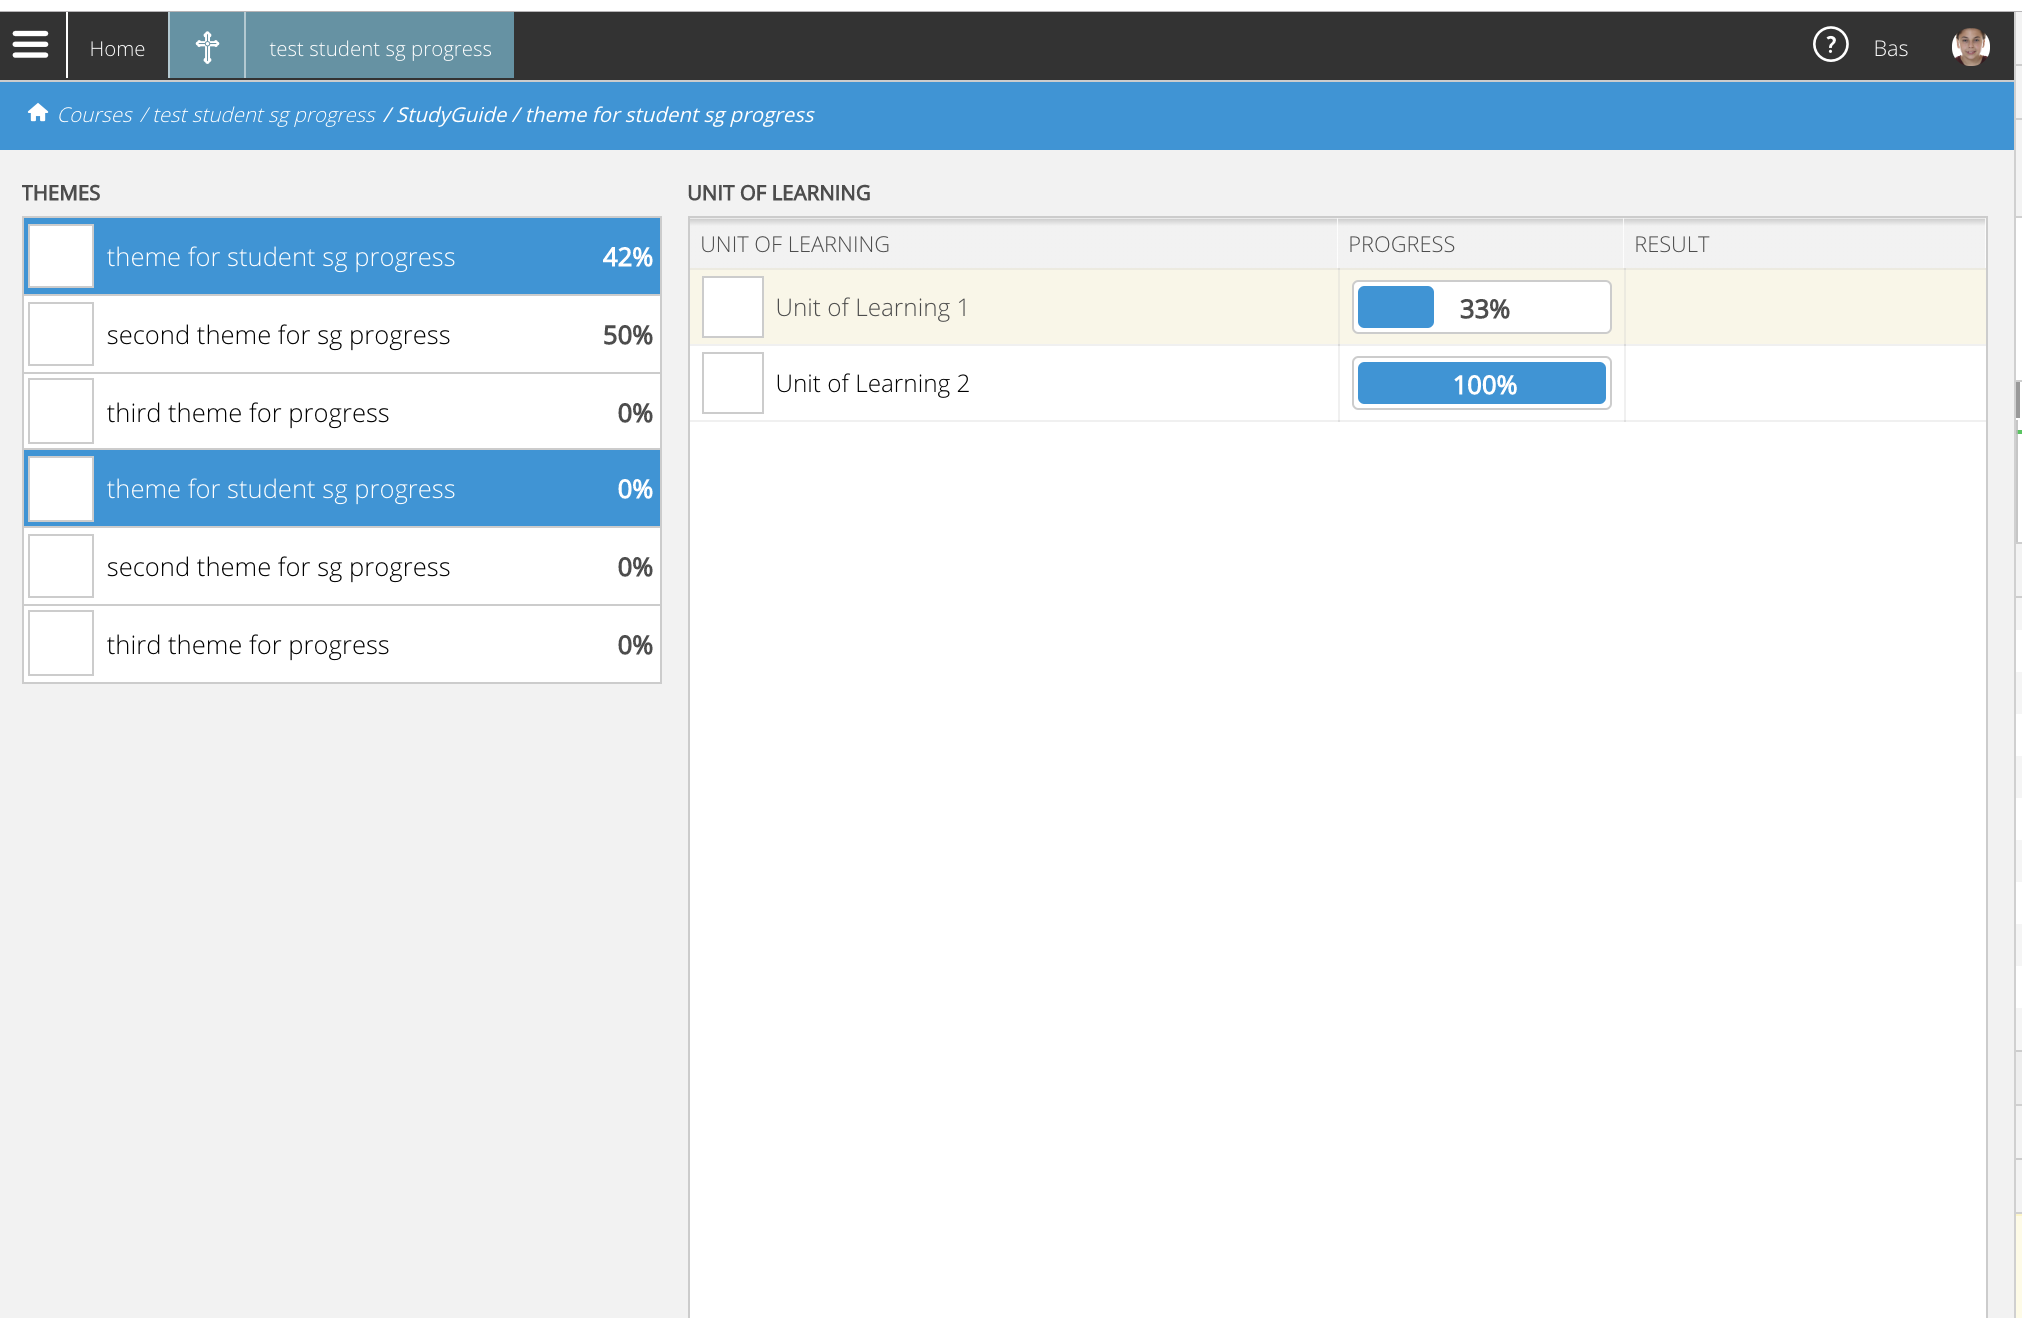 Home
test student sg progress
?
Bas
Courses / test student sg progress / StudyGuide / theme for student sg progress
THEMES
theme for student sg progress 42%
second theme for sg progress 50%
third theme for progress 0%
theme for student sg progress 0%
second theme for sg progress 0%
third theme for progress 0%
UNIT OF LEARNING
UNIT OF LEARNING PROGRESS RESULT
Unit of Learning 1 33%
Unit of Learning 2 100%